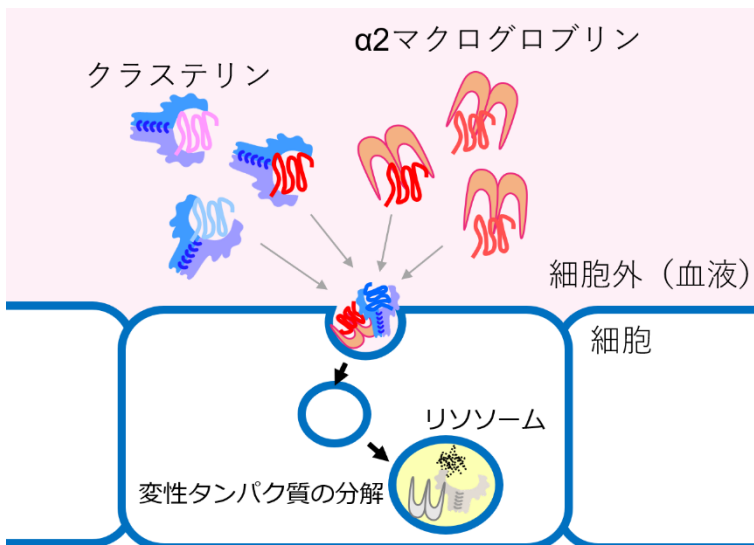 α2マクログロブリン
クラステリン
細胞外（血液）
細胞
リソソーム
変性タンパク質の分解